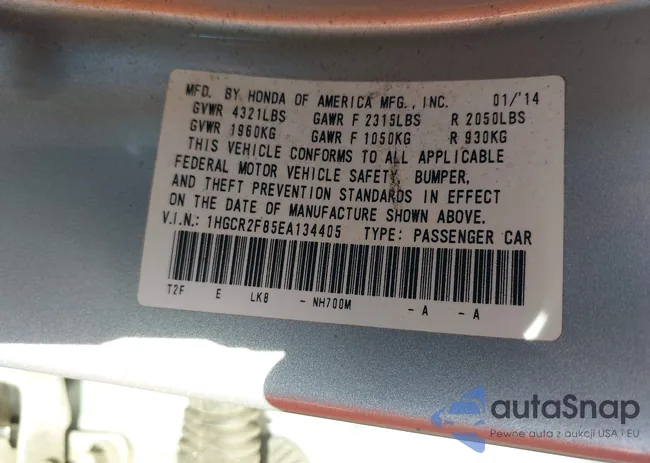 MFD. BY HONDA OF AMERICA MFG., INC. 01/'14
GVWR 4321LBS GAWR F 2315LBS R 2050LBS
GVWR 1960KG GAWR F 1050KG R 930KG
THIS VEHICLE CONFORMS TO ALL APPLICABLE
FEDERAL MOTOR VEHICLE SAFETY, BUMPER,
AND THEFT PREVENTION STANDARDS IN EFFECT
ON THE DATE OF MANUFACTURE SHOWN ABOVE.
V.I.N.: 1HGCR2F85EA134405 TYPE: PASSENGER CAR
T2F E LKB - NH700M - A - A
autaSnap
Pewne auta z aukcji USA i EU